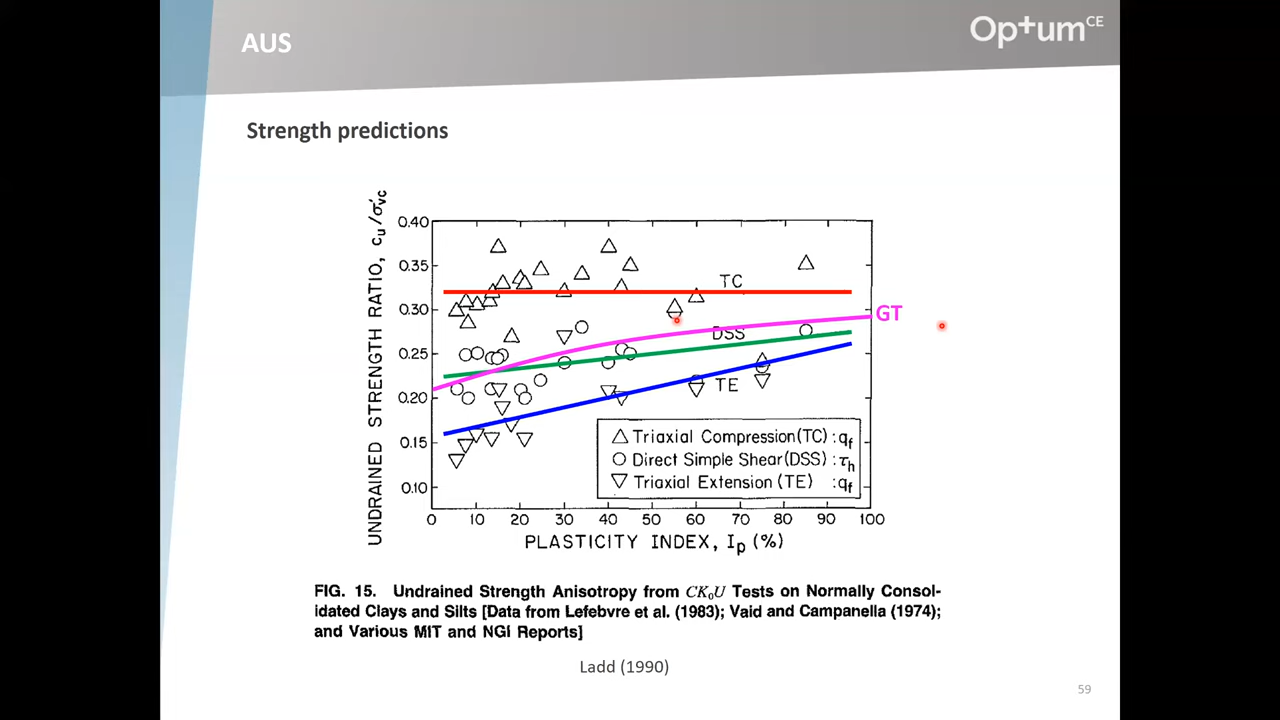 AUS
Op+um CE
Strength predictions
UNDRAINED STRENGTH RATIO, cu/σ'vc
0.40
0.35
0.30
0.25
0.20
0.15
0.10
TC
GT
DSS
TE
△ Triaxial Compression (TC) : qf
○ Direct Simple Shear (DSS) : τh
▽ Triaxial Extension (TE) : qf
0 10 20 30 40 50 60 70 80 90 100
PLASTICITY INDEX, Ip (%)
FIG. 15. Undrained Strength Anisotropy from CK₀U Tests on Normally Consol-
idated Clays and Silts [Data from Lefebvre et al. (1983); Vaid and Campanella (1974);
and Various MIT and NGI Reports]
Ladd (1990)
59